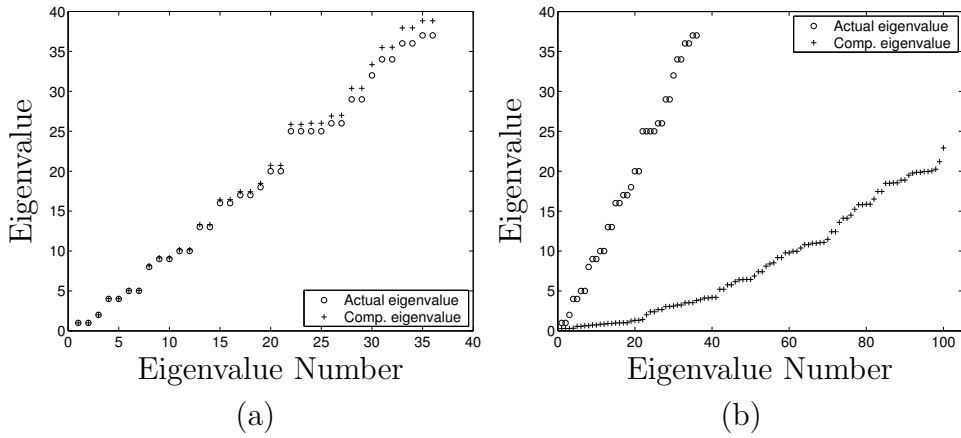 40
35
30
25
20
15
10
5
0
Eigenvalue
0 5 10 15 20 25 30 35 40
Eigenvalue Number
Actual eigenvalue
Comp. eigenvalue
(a)
40
35
30
25
20
15
10
5
0
Eigenvalue
0 20 40 60 80 100
Eigenvalue Number
Actual eigenvalue
Comp. eigenvalue
(b)